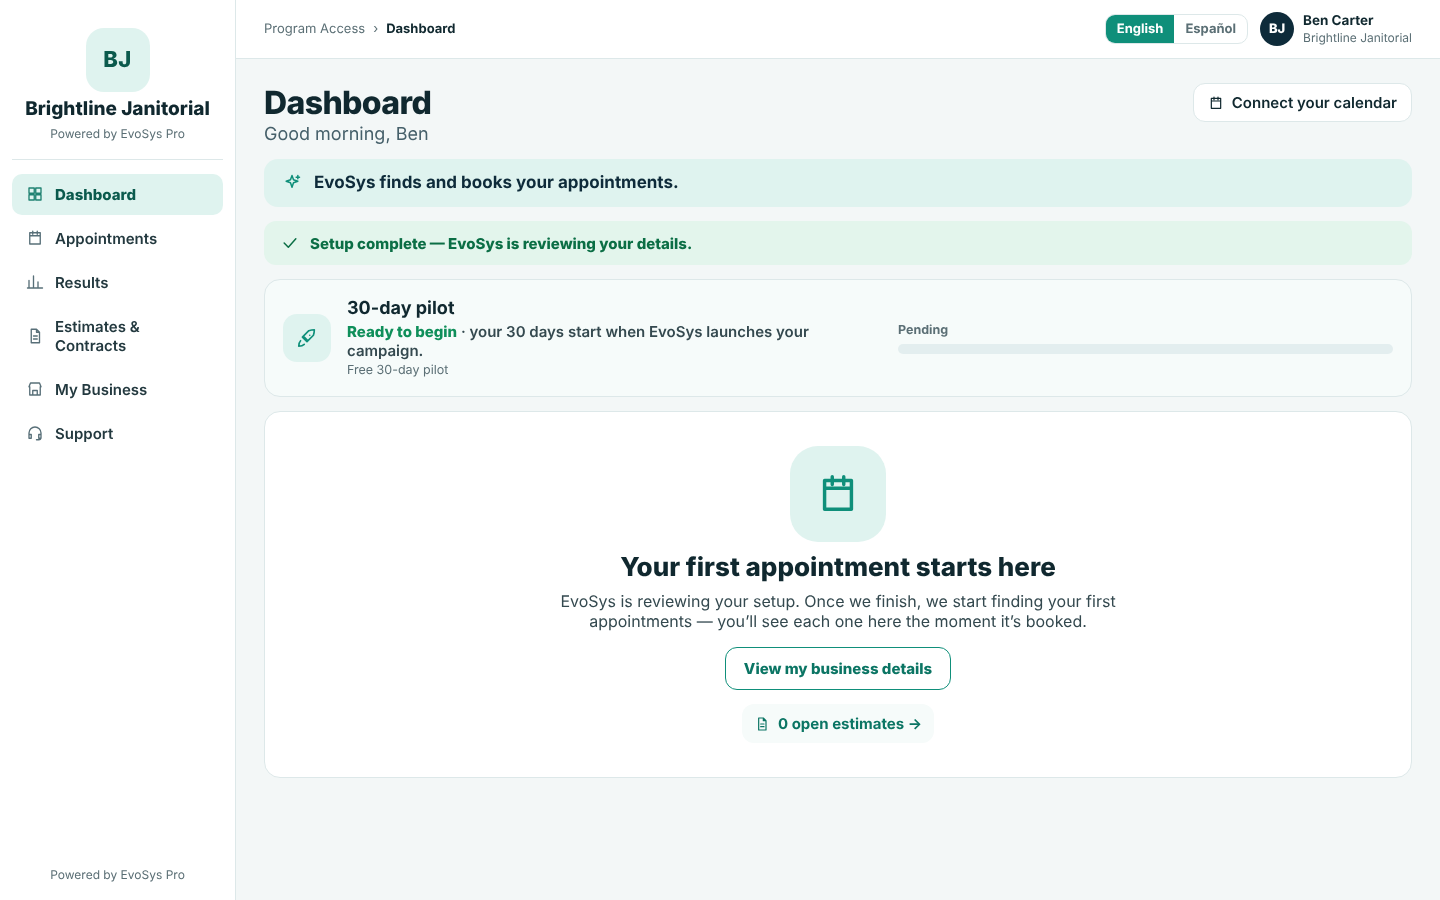 BJ
Brightline Janitorial
Powered by EvoSys Pro
Dashboard
Appointments
Results
Estimates &
Contracts
My Business
Support
Powered by EvoSys Pro
Program Access › Dashboard
English
Español
BJ
Ben Carter
Brightline Janitorial
Dashboard
Good morning, Ben
Connect your calendar
EvoSys finds and books your appointments.
Setup complete — EvoSys is reviewing your details.
30-day pilot
Ready to begin · your 30 days start when EvoSys launches your
campaign.
Free 30-day pilot
Pending
Your first appointment starts here
EvoSys is reviewing your setup. Once we finish, we start finding your first
appointments — you’ll see each one here the moment it’s booked.
View my business details
0 open estimates →